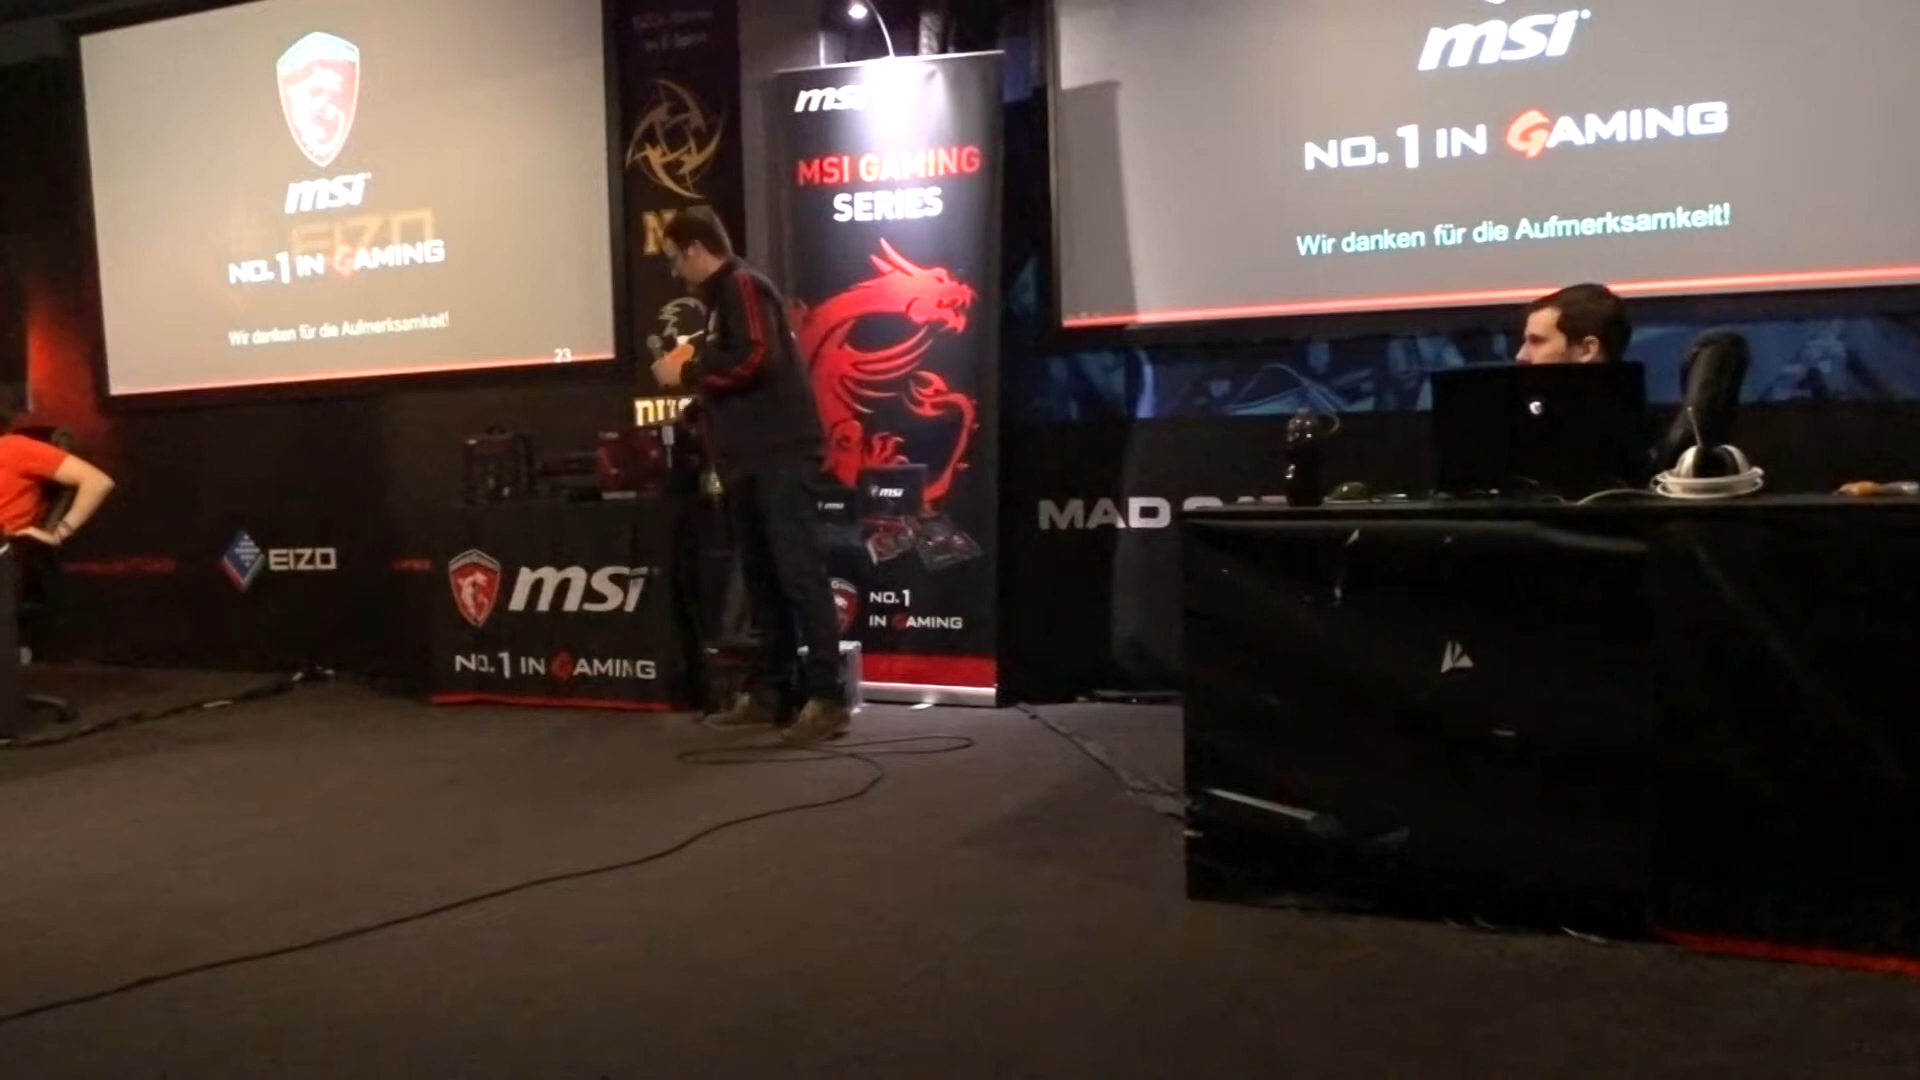 msi
EIZO
NO.1 IN GAMING
Wir danken für die Aufmerksamkeit!
23
msi
MSI GAMING
SERIES
msi
msi
NO.1
IN GAMING
msi
NO.1 IN GAMING
Wir danken für die Aufmerksamkeit!
EIZO
msi
NO.1 IN GAMING
MAD